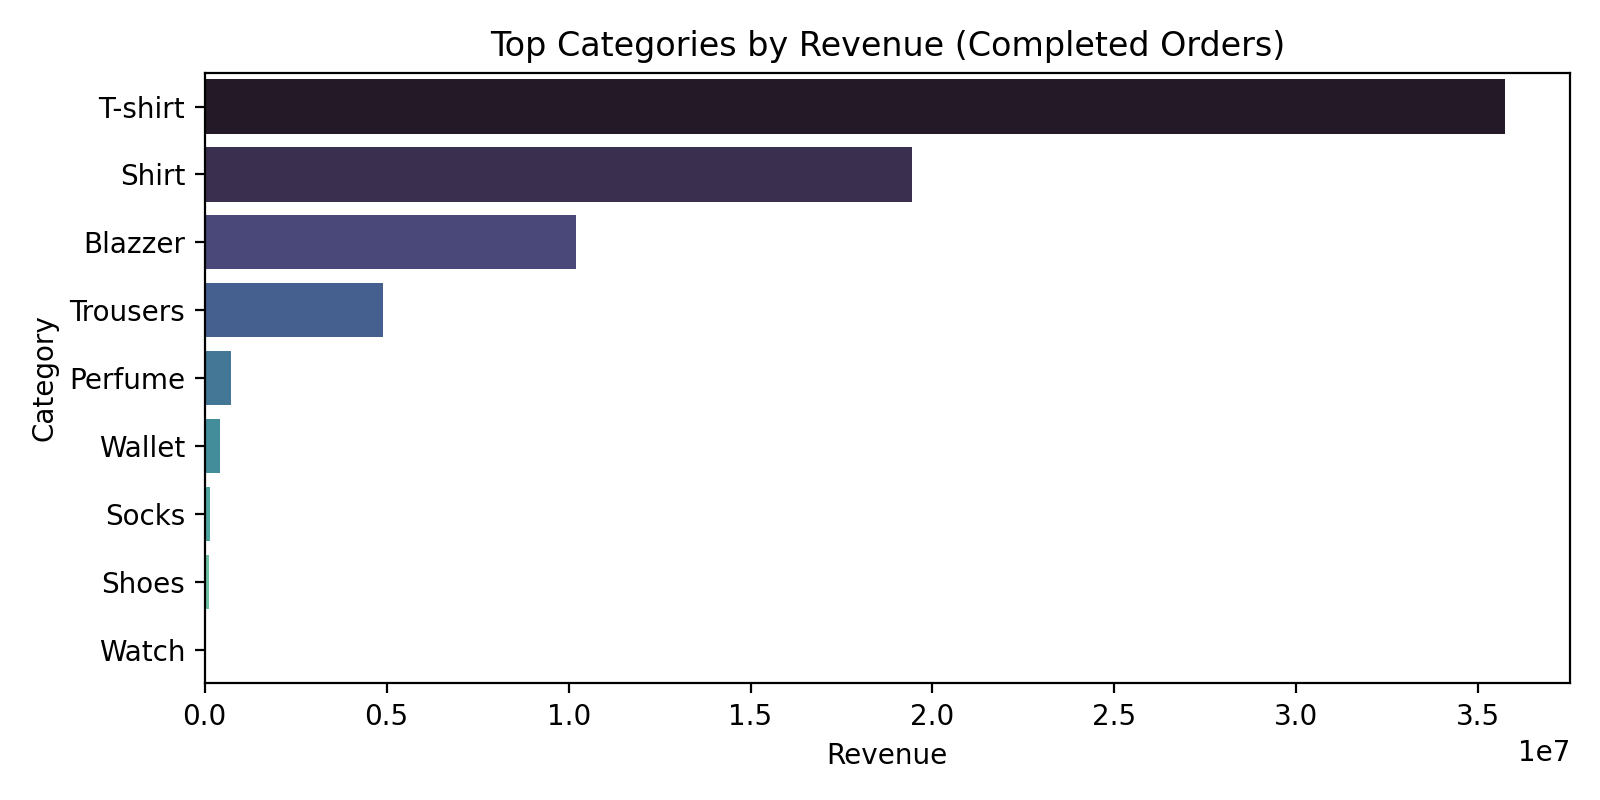 Top Categories by Revenue (Completed Orders)
Category
T-shirt
Shirt
Blazzer
Trousers
Perfume
Wallet
Socks
Shoes
Watch
0.0 0.5 1.0 1.5 2.0 2.5 3.0 3.5
1e7
Revenue